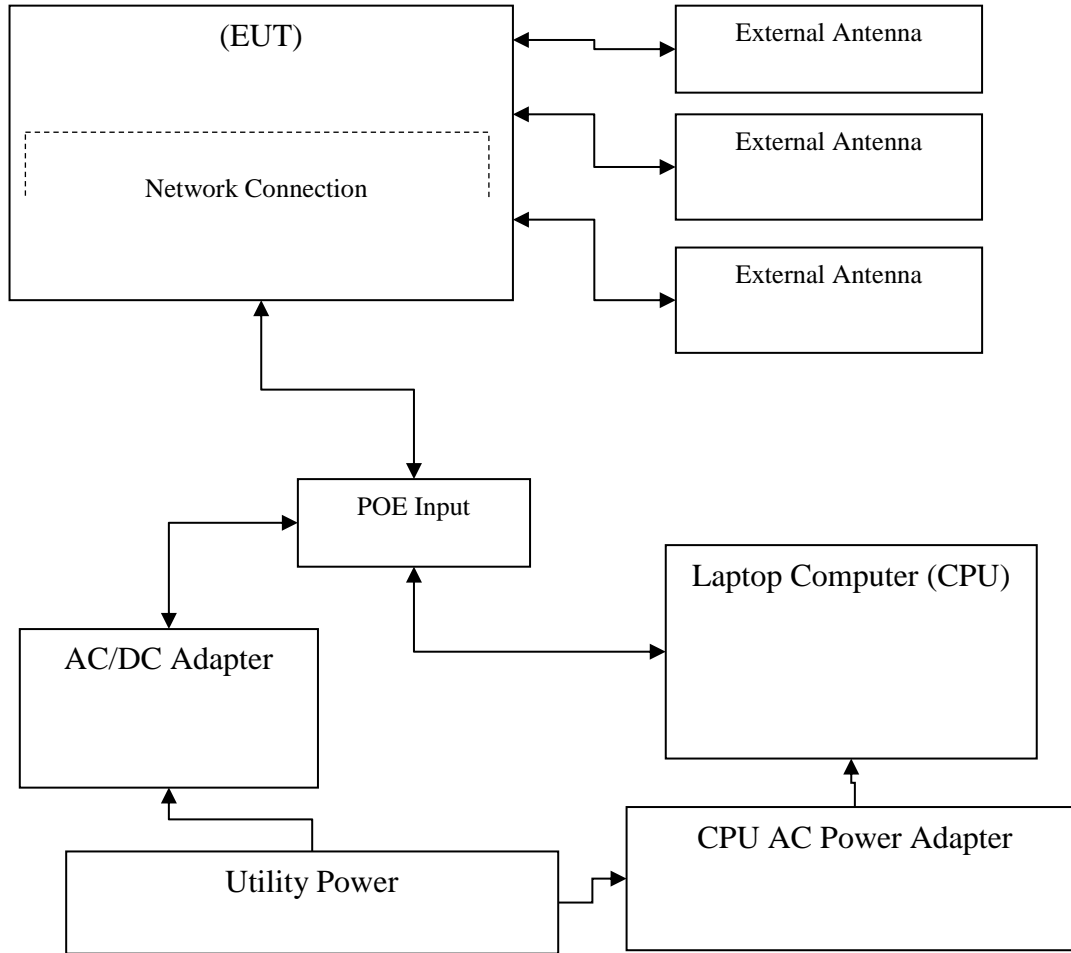 (EUT)
External Antenna
External Antenna
Network Connection
External Antenna
POE Input
Laptop Computer (CPU)
AC/DC Adapter
CPU AC Power Adapter
Utility Power